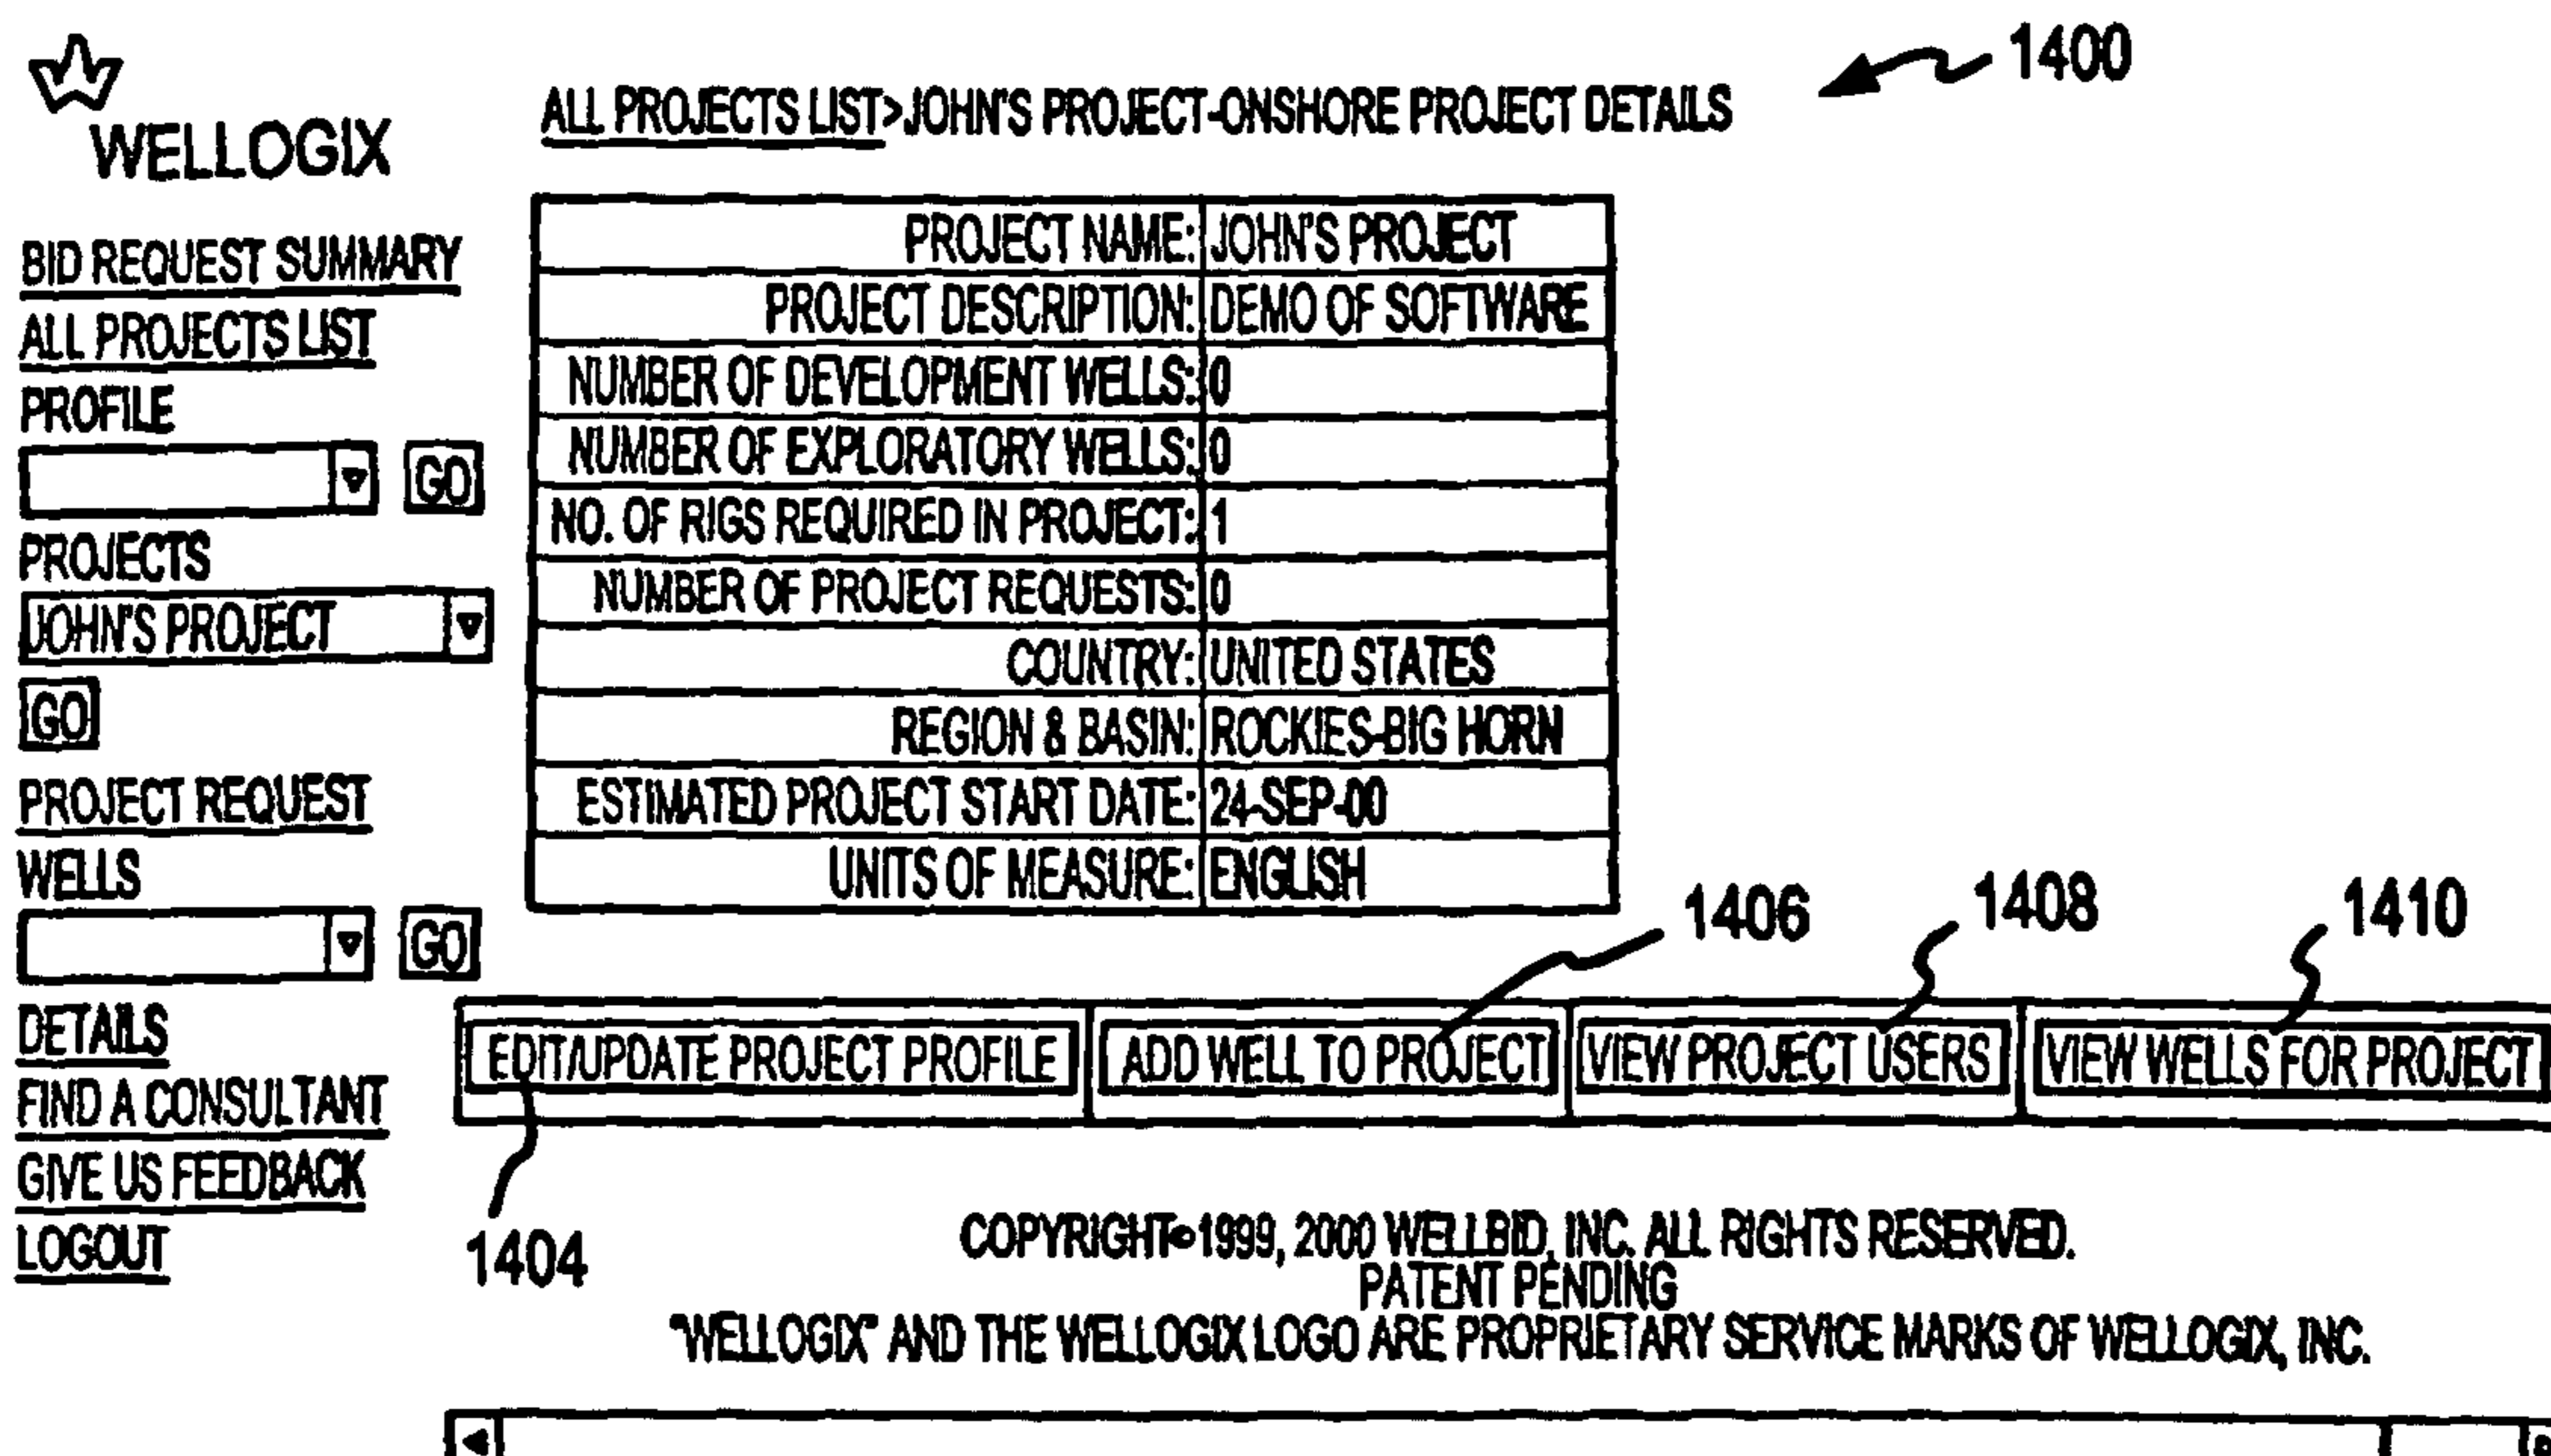 1400
WELLOGIX
ALL PROJECTS LIST>JOHN'S PROJECT-ONSHORE PROJECT DETAILS
BID REQUEST SUMMARY
ALL PROJECTS LIST
PROFILE
GO
PROJECTS
JOHN'S PROJECT
GO
PROJECT REQUEST
WELLS
GO
DETAILS
FIND A CONSULTANT
GIVE US FEEDBACK
LOGOUT
PROJECT NAME: JOHN'S PROJECT
PROJECT DESCRIPTION: DEMO OF SOFTWARE
NUMBER OF DEVELOPMENT WELLS: 0
NUMBER OF EXPLORATORY WELLS: 0
NO. OF RIGS REQUIRED IN PROJECT: 1
NUMBER OF PROJECT REQUESTS: 0
COUNTRY: UNITED STATES
REGION & BASIN: ROCKIES-BIG HORN
ESTIMATED PROJECT START DATE: 24-SEP-00
UNITS OF MEASURE: ENGLISH
1406 1408 1410
EDIT/UPDATE PROJECT PROFILE ADD WELL TO PROJECT VIEW PROJECT USERS VIEW WELLS FOR PROJECT
1404
COPYRIGHT©1999, 2000 WELLBID, INC. ALL RIGHTS RESERVED.
PATENT PENDING
"WELLOGIX" AND THE WELLOGIX LOGO ARE PROPRIETARY SERVICE MARKS OF WELLOGIX, INC.